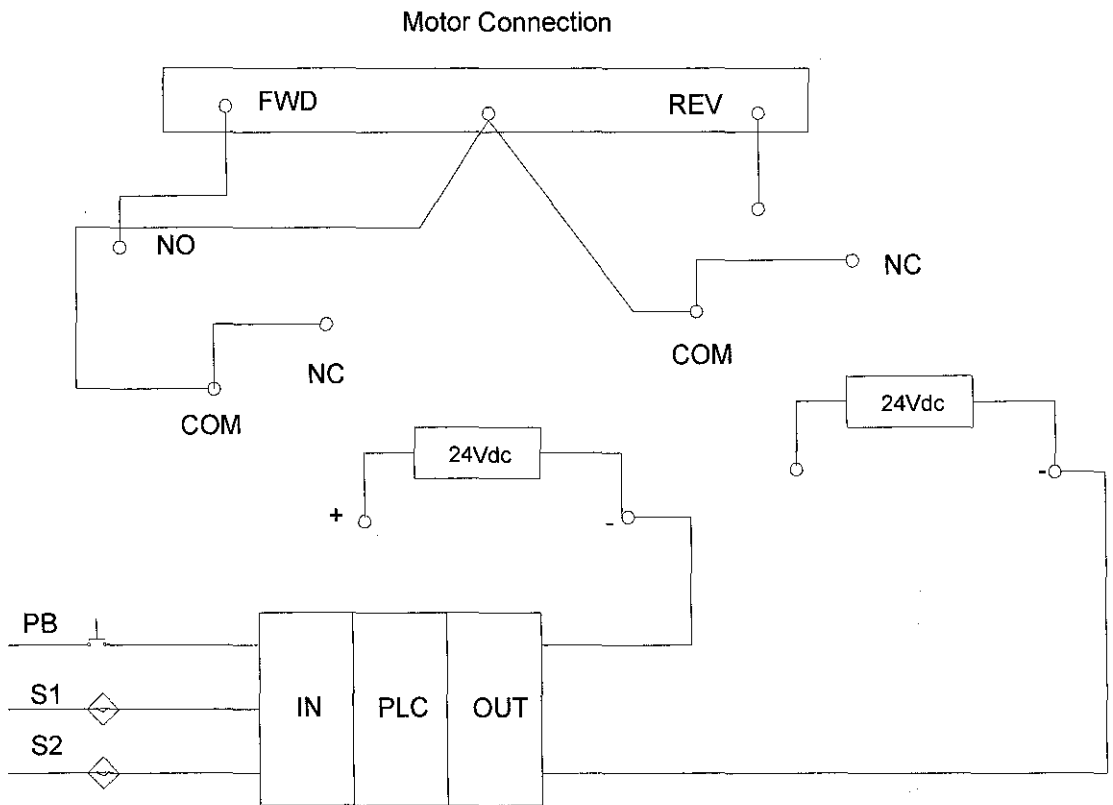 Motor Connection
FWD
REV
NO
NC
NC
COM
COM
24Vdc
24Vdc
+
-
-
PB
S1
IN
PLC
OUT
S2